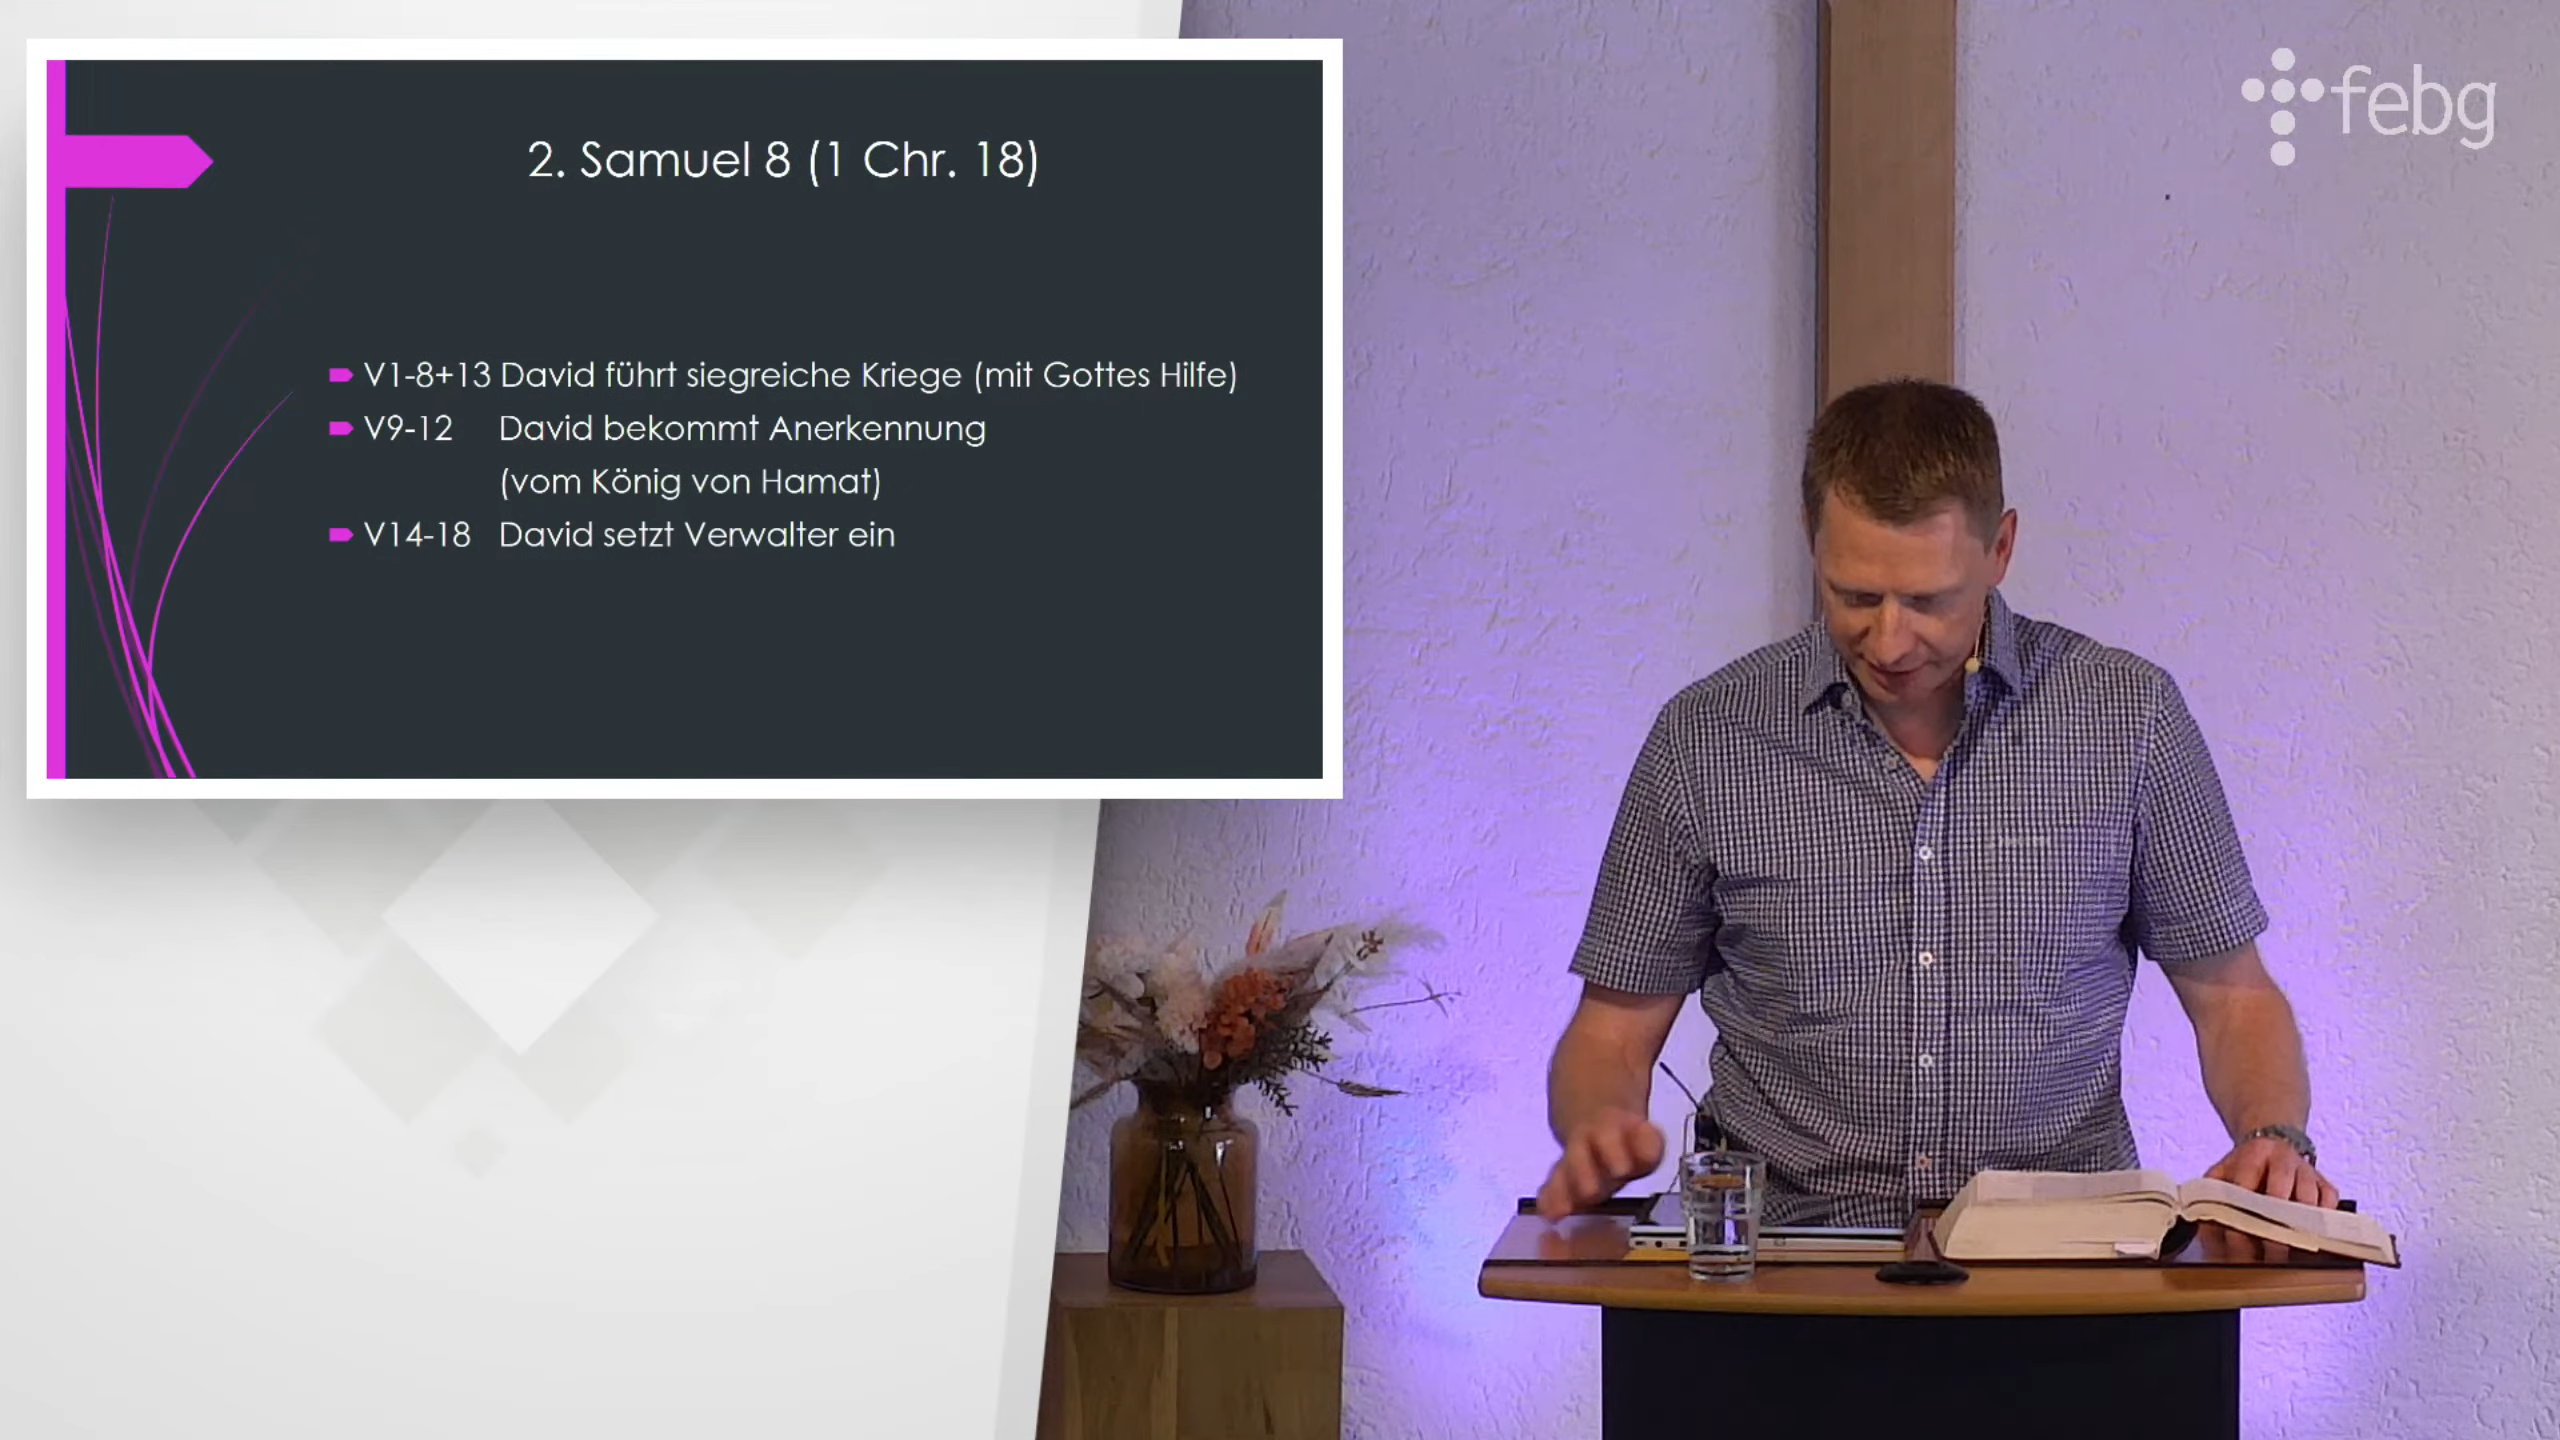 2. Samuel 8 (1 Chr. 18)
V1-8+13 David führt siegreiche Kriege (mit Gottes Hilfe)
V9-12 David bekommt Anerkennung
(vom König von Hamat)
V14-18 David setzt Verwalter ein
febg